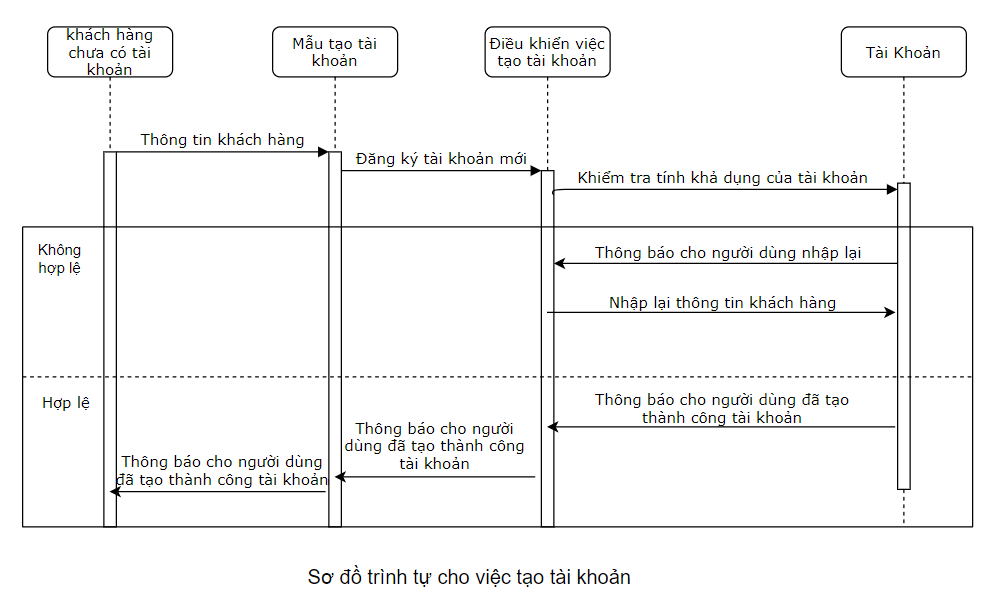 khách hàng
chưa có tài
khoản
Mẫu tạo tài
khoản
Điều khiển việc
tạo tài khoản
Tài Khoản
Thông tin khách hàng
Đăng ký tài khoản mới
Khiểm tra tính khả dụng của tài khoản
Không
hợp lệ
Thông báo cho người dùng nhập lại
Nhập lại thông tin khách hàng
Hợp lệ
Thông báo cho người dùng đã tạo
thành công tài khoản
Thông báo cho người
dùng đã tạo thành công
tài khoản
Thông báo cho người dùng
đã tạo thành công tài khoản
Sơ đồ trình tự cho việc tạo tài khoản